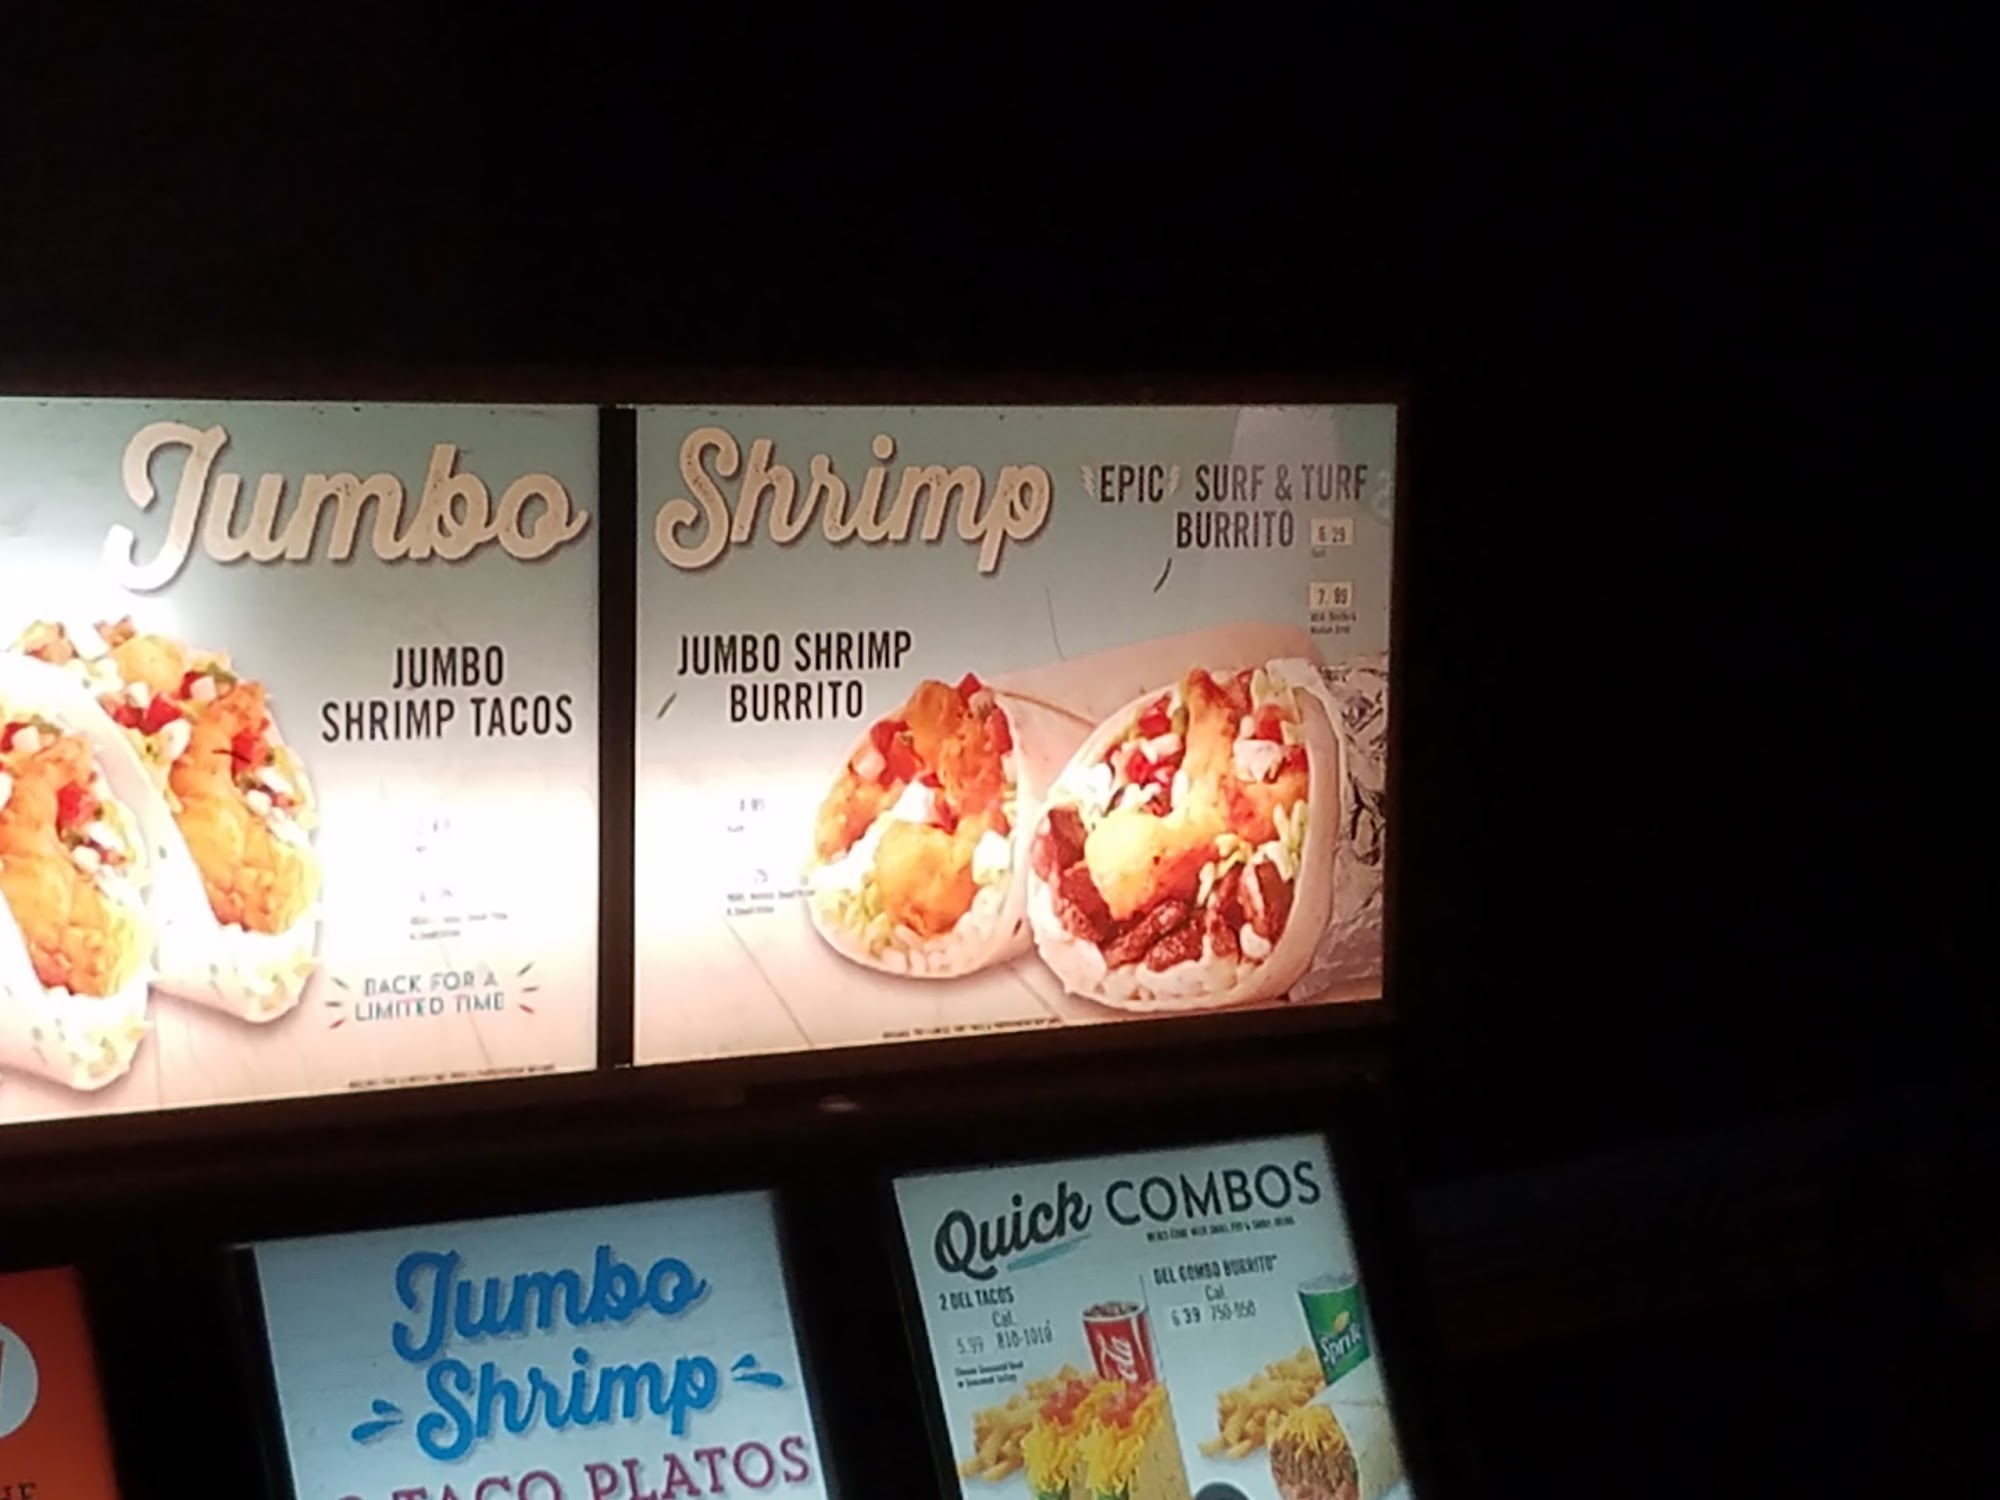 Jumbo
JUMBO
SHRIMP TACOS
BACK FOR A
LIMITED TIME
Shrimp
EPIC SURF & TURF
BURRITO
6.29
7.99
JUMBO SHRIMP
BURRITO
Jumbo
Shrimp
TACO PLATOS
Quick COMBOS
2 DEL TACOS
Cal.
5.99 810-1010
DEL COMBO BURRITO
Cal.
6.39 750-950
Sprite